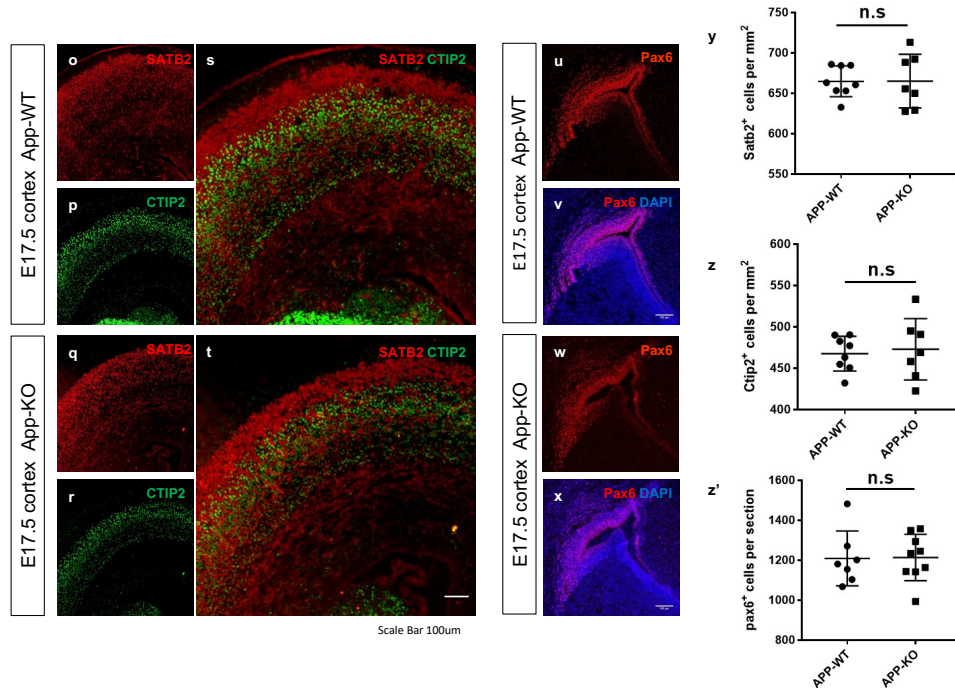 E17.5 cortex App-WT
o
SATB2
s
SATB2 CTIP2
p
CTIP2
E17.5 cortex App-KO
q
SATB2
t
SATB2 CTIP2
r
CTIP2
Scale Bar 100um
E17.5 cortex App-WT
u
Pax6
v
Pax6 DAPI
E17.5 cortex App-KO
w
Pax6
x
Pax6 DAPI
y
n.s
Satb2+ cells per mm2
750
700
650
600
550
APP-WT
APP-KO
z
n.s
Ctip2+ cells per mm2
600
550
500
450
400
APP-WT
APP-KO
z'
n.s
pax6+ cells per section
1600
1400
1200
1000
800
APP-WT
APP-KO